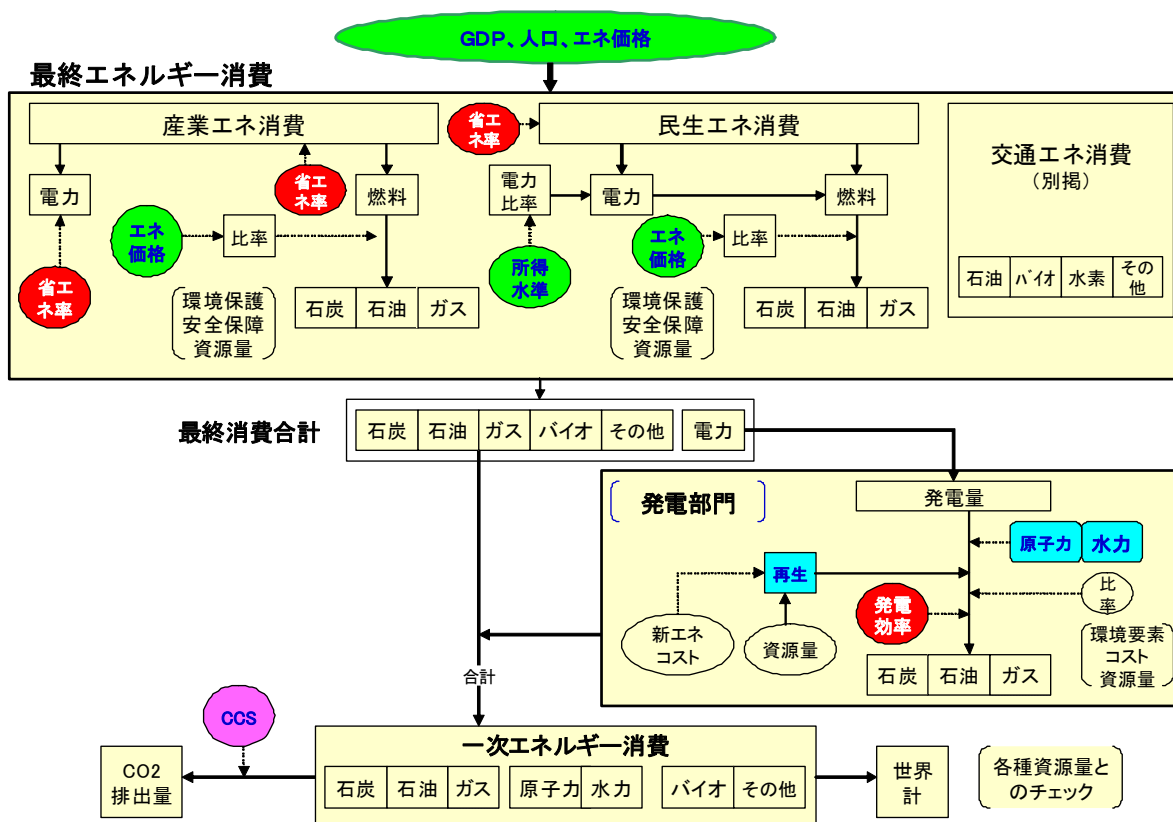 GDP、人口、エネ価格
最終エネルギー消費
産業エネ消費
省エ
ネ率
民生エネ消費
交通エネ消費
(別掲)
電力
省エ
ネ率
燃料
電力
比率
電力
燃料
エネ
価格
比率
エネ
価格
比率
省エ
ネ率
所得
水準
石油
バイオ
水素
その
他
環境保護
安全保障
資源量
石炭
石油
ガス
環境保護
安全保障
資源量
石炭
石油
ガス
最終消費合計
石炭
石油
ガス
バイオ
その他
電力
発電部門
発電量
原子力
水力
再生
比
率
発電
効率
新エネ
コスト
資源量
環境要素
コスト
資源量
石炭
石油
ガス
合計
CCS
一次エネルギー消費
CO2
排出量
石炭
石油
ガス
原子力
水力
バイオ
その他
世界
計
各種資源量と
のチェック